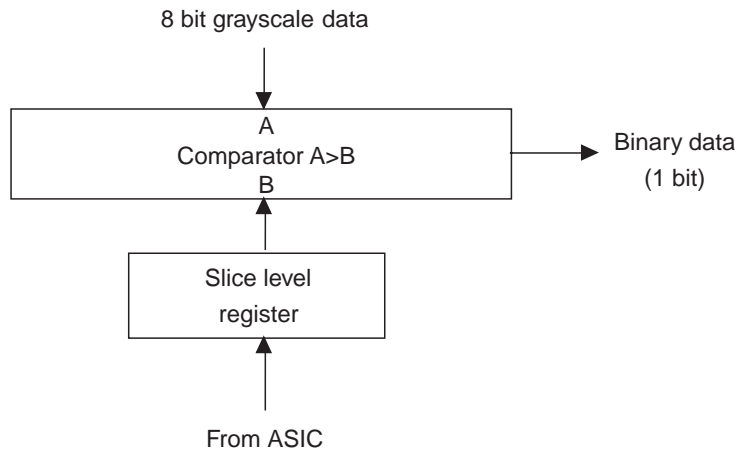 8 bit grayscale data
A
Comparator A>B
B
Binary data
(1 bit)
Slice level
register
From ASIC